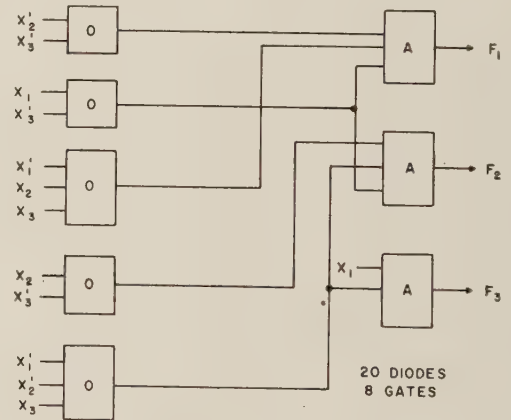 X'2
X'3
O
A
F1
X1
X'3
O
X'1
X2
X3
O
A
F2
X2
X'3
O
X1
A
F3
X'1
X'2
X3
O
20 DIODES
8 GATES